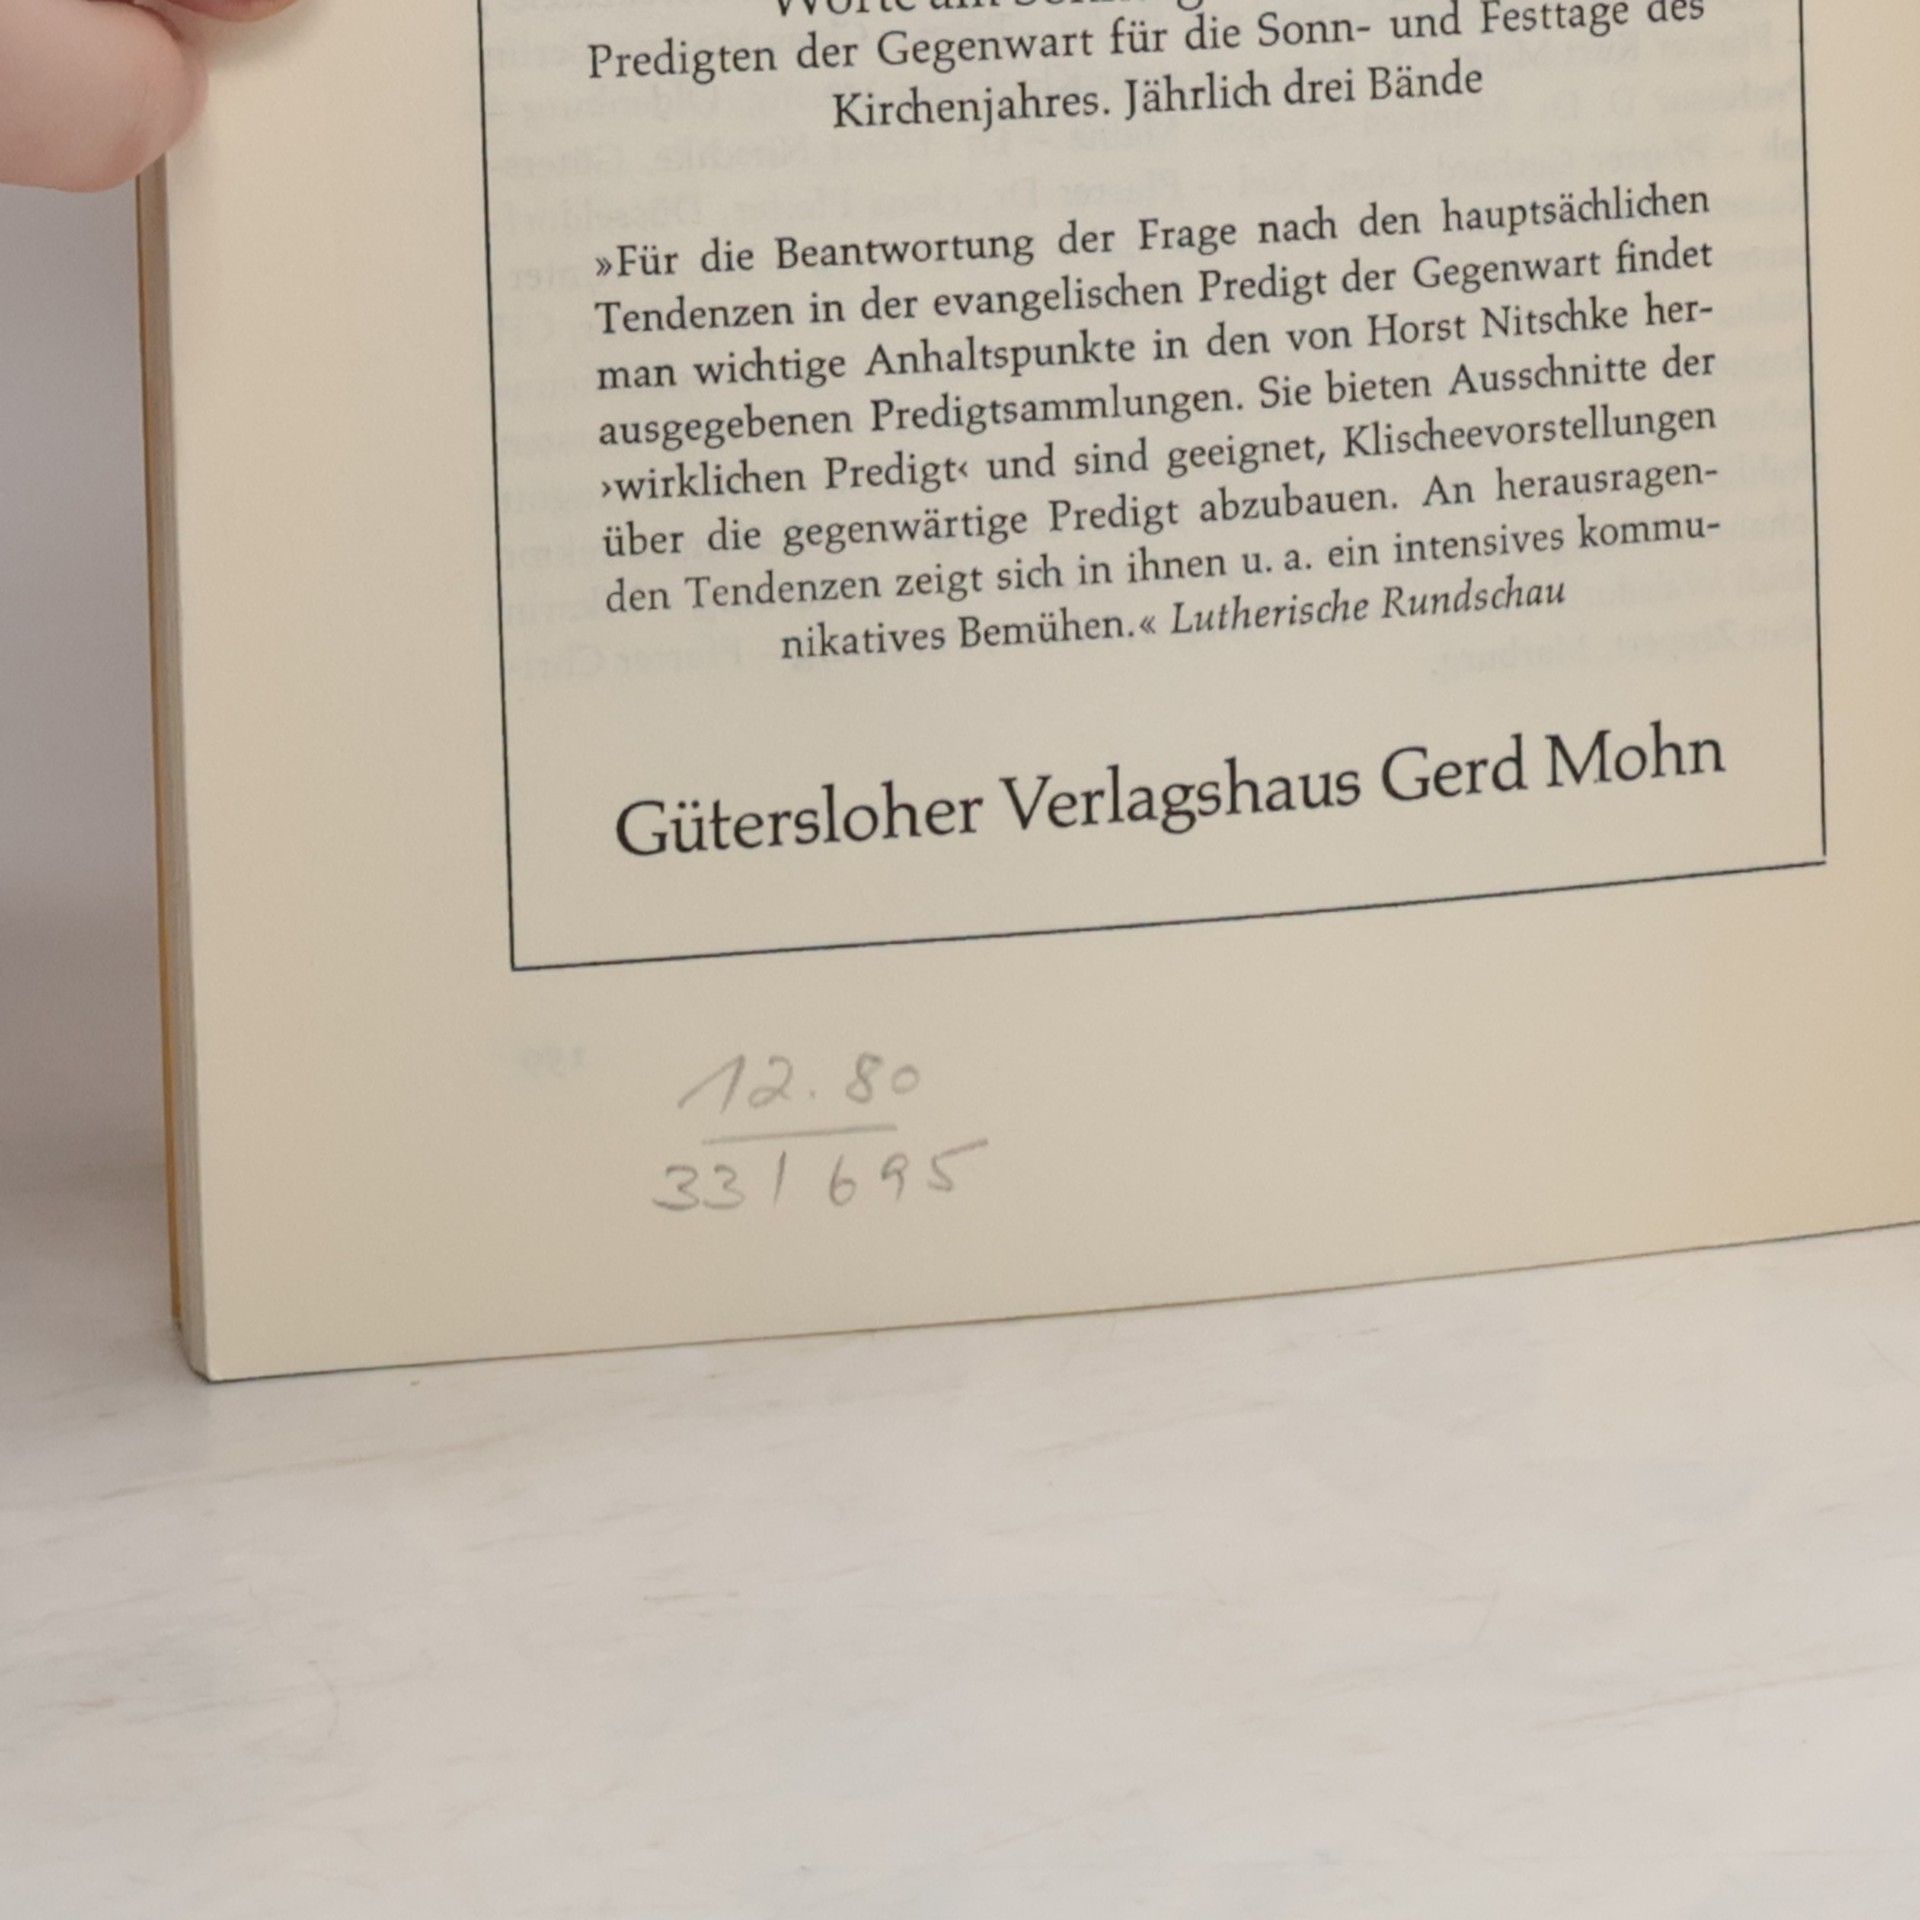 Worte am
Predigten der Gegenwart für die Sonn- und Festtage des
Kirchenjahres. Jährlich drei Bände
»Für die Beantwortung der Frage nach den hauptsächlichen
Tendenzen in der evangelischen Predigt der Gegenwart findet
man wichtige Anhaltspunkte in den von Horst Nitschke her-
ausgegebenen Predigtsammlungen. Sie bieten Ausschnitte der
›wirklichen Predigt‹ und sind geeignet, Klischeevorstellungen
über die gegenwärtige Predigt abzubauen. An herausragen-
den Tendenzen zeigt sich in ihnen u. a. ein intensives kommu-
nikatives Bemühen.« Lutherische Rundschau
Gütersloher Verlagshaus Gerd Mohn
12.80
331 695